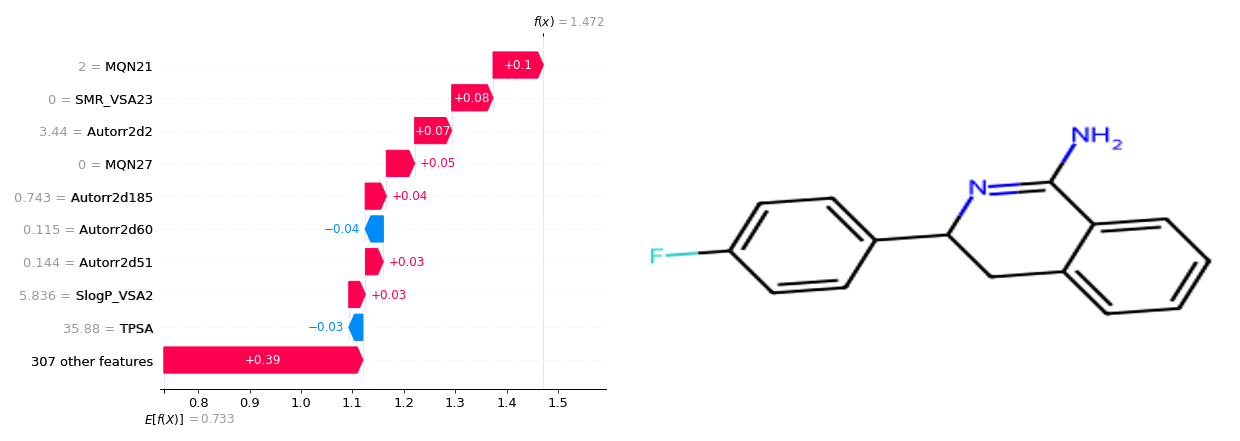 f(x) = 1.472
2 = MQN21 +0.1
0 = SMR_VSA23 +0.08
3.44 = Autorr2d2 +0.07
0 = MQN27 +0.05
0.743 = Autorr2d185 +0.04
0.115 = Autorr2d60 −0.04
0.144 = Autorr2d51 +0.03
5.836 = SlogP_VSA2 +0.03
35.88 = TPSA −0.03
307 other features +0.39
0.8 0.9 1.0 1.1 1.2 1.3 1.4 1.5
E[f(X)] = 0.733
NH2
N
F